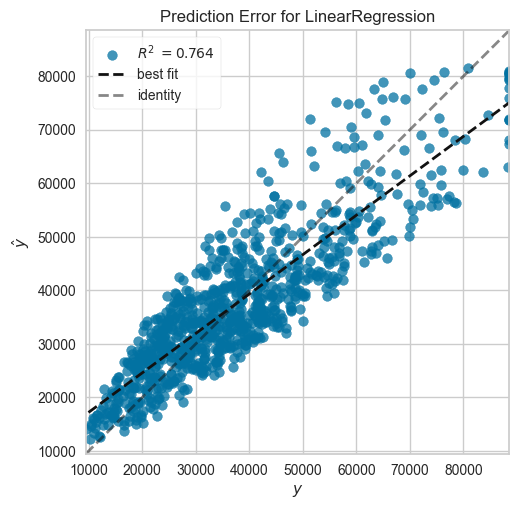 Prediction Error for LinearRegression
R² = 0.764
best fit
identity
80000
70000
60000
50000
40000
30000
20000
10000
ŷ
10000 20000 30000 40000 50000 60000 70000 80000
y